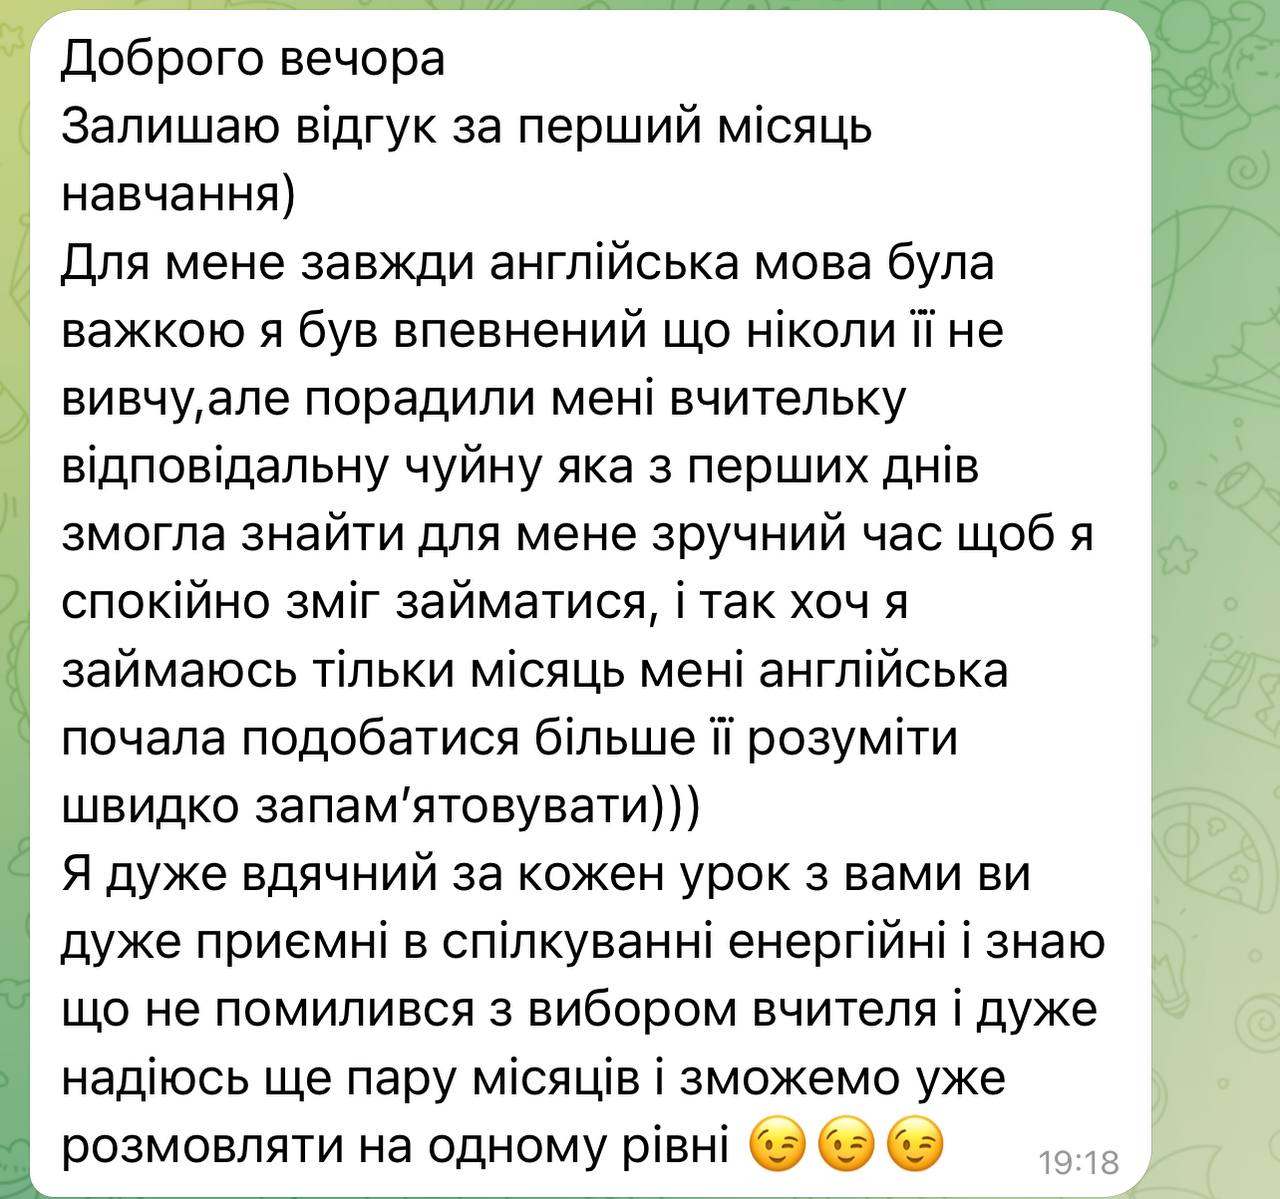 Доброго вечора
Залишаю відгук за перший місяць
навчання)
Для мене завжди англійська мова була
важкою я був впевнений що ніколи її не
вивчу,але порадили мені вчительку
відповідальну чуйну яка з перших днів
змогла знайти для мене зручний час щоб я
спокійно зміг займатися, і так хоч я
займаюсь тільки місяць мені англійська
почала подобатися більше її розуміти
швидко запам’ятовувати)))
Я дуже вдячний за кожен урок з вами ви
дуже приємні в спілкуванні енергійні і знаю
що не помилився з вибором вчителя і дуже
надіюсь ще пару місяців і зможемо уже
розмовляти на одному рівні 😉😉😉
19:18